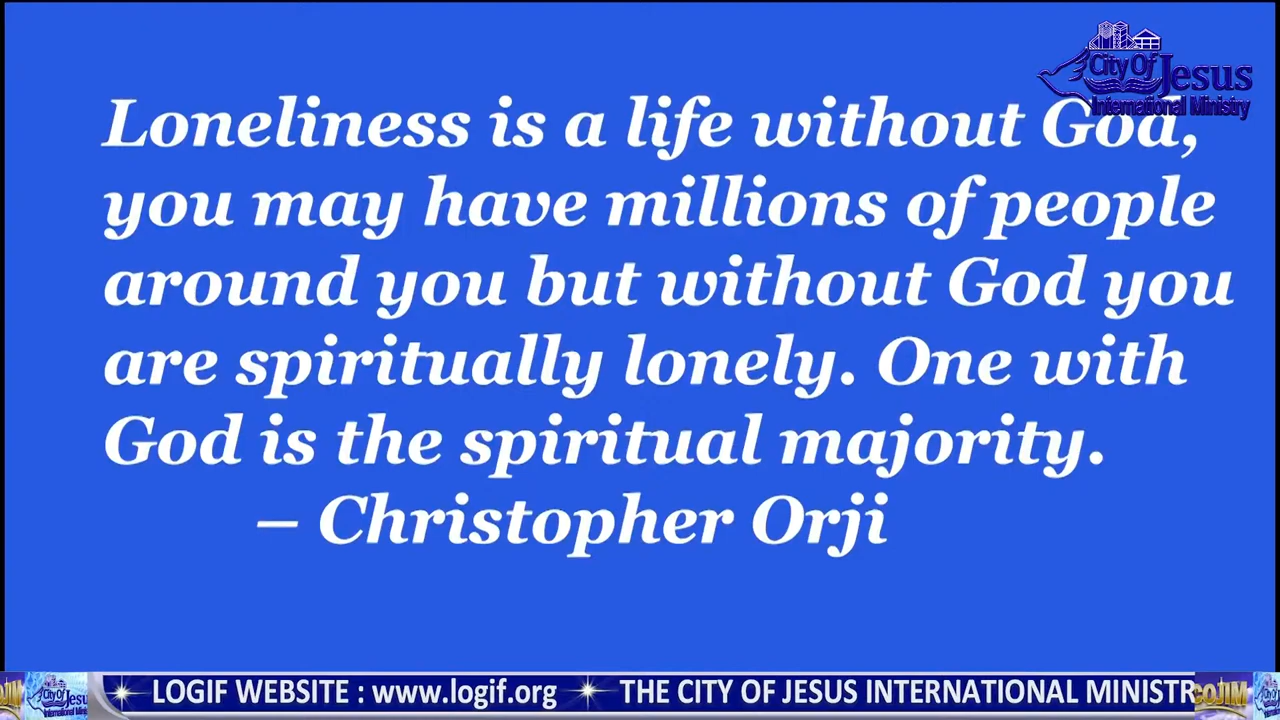 City Of Jesus
International Ministry
Loneliness is a life without God,
you may have millions of people
around you but without God you
are spiritually lonely. One with
God is the spiritual majority.
– Christopher Orji
LOGIF WEBSITE : www.logif.org THE CITY OF JESUS INTERNATIONAL MINISTR
COJIM